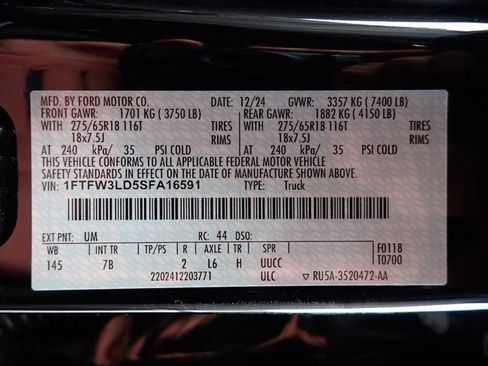 MFD. BY FORD MOTOR CO. 12/24 GVWR: 3357 KG ( 7400 LB)
FRONT GAWR: 1701 KG ( 3750 LB) REAR GAWR: 1882 KG ( 4150 LB)
WITH 275/65R18 116T TIRES WITH 275/65R18 116T TIRES
18x7.5J RIMS 18x7.5J RIMS
AT 240 kPa/ 35 PSI COLD AT 240 kPa/ 35 PSI COLD
THIS VEHICLE CONFORMS TO ALL APPLICABLE FEDERAL MOTOR VEHICLE
SAFETY STANDARDS IN EFFECT ON THE DATE OF MANUFACTURE SHOWN ABOVE.
VIN: 1FTFW3LD5SFA16591 TYPE: Truck
EXT PNT: UM RC: 44 DSO:
WB INT TR TP/PS R AXLE TR SPR F0118
145 7B 2 L6 H UUCC T0700
2202412203771 ULC ▽ RU5A-3520472-AA